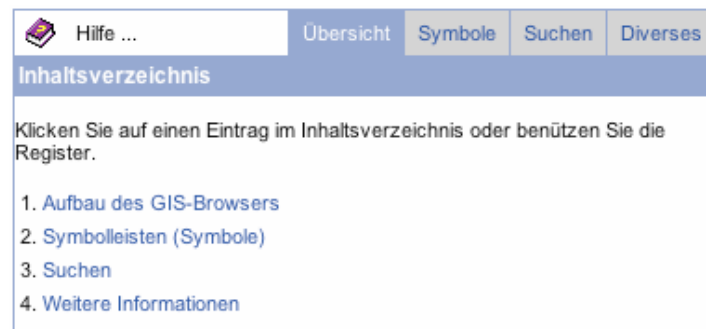 Hilfe ... Übersicht Symbole Suchen Diverses
Inhaltsverzeichnis
Klicken Sie auf einen Eintrag im Inhaltsverzeichnis oder benützen Sie die
Register.
1. Aufbau des GIS-Browsers
2. Symbolleisten (Symbole)
3. Suchen
4. Weitere Informationen